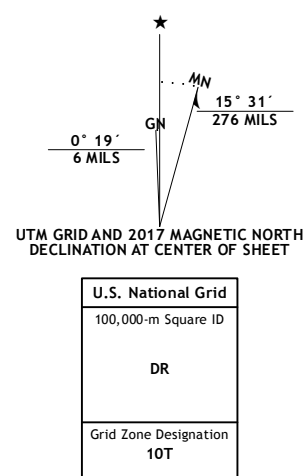 ★
MN
15° 31´
276 MILS
GN
0° 19´
6 MILS
UTM GRID AND 2017 MAGNETIC NORTH
DECLINATION AT CENTER OF SHEET
U.S. National Grid
100,000-m Square ID
DR
Grid Zone Designation
10T